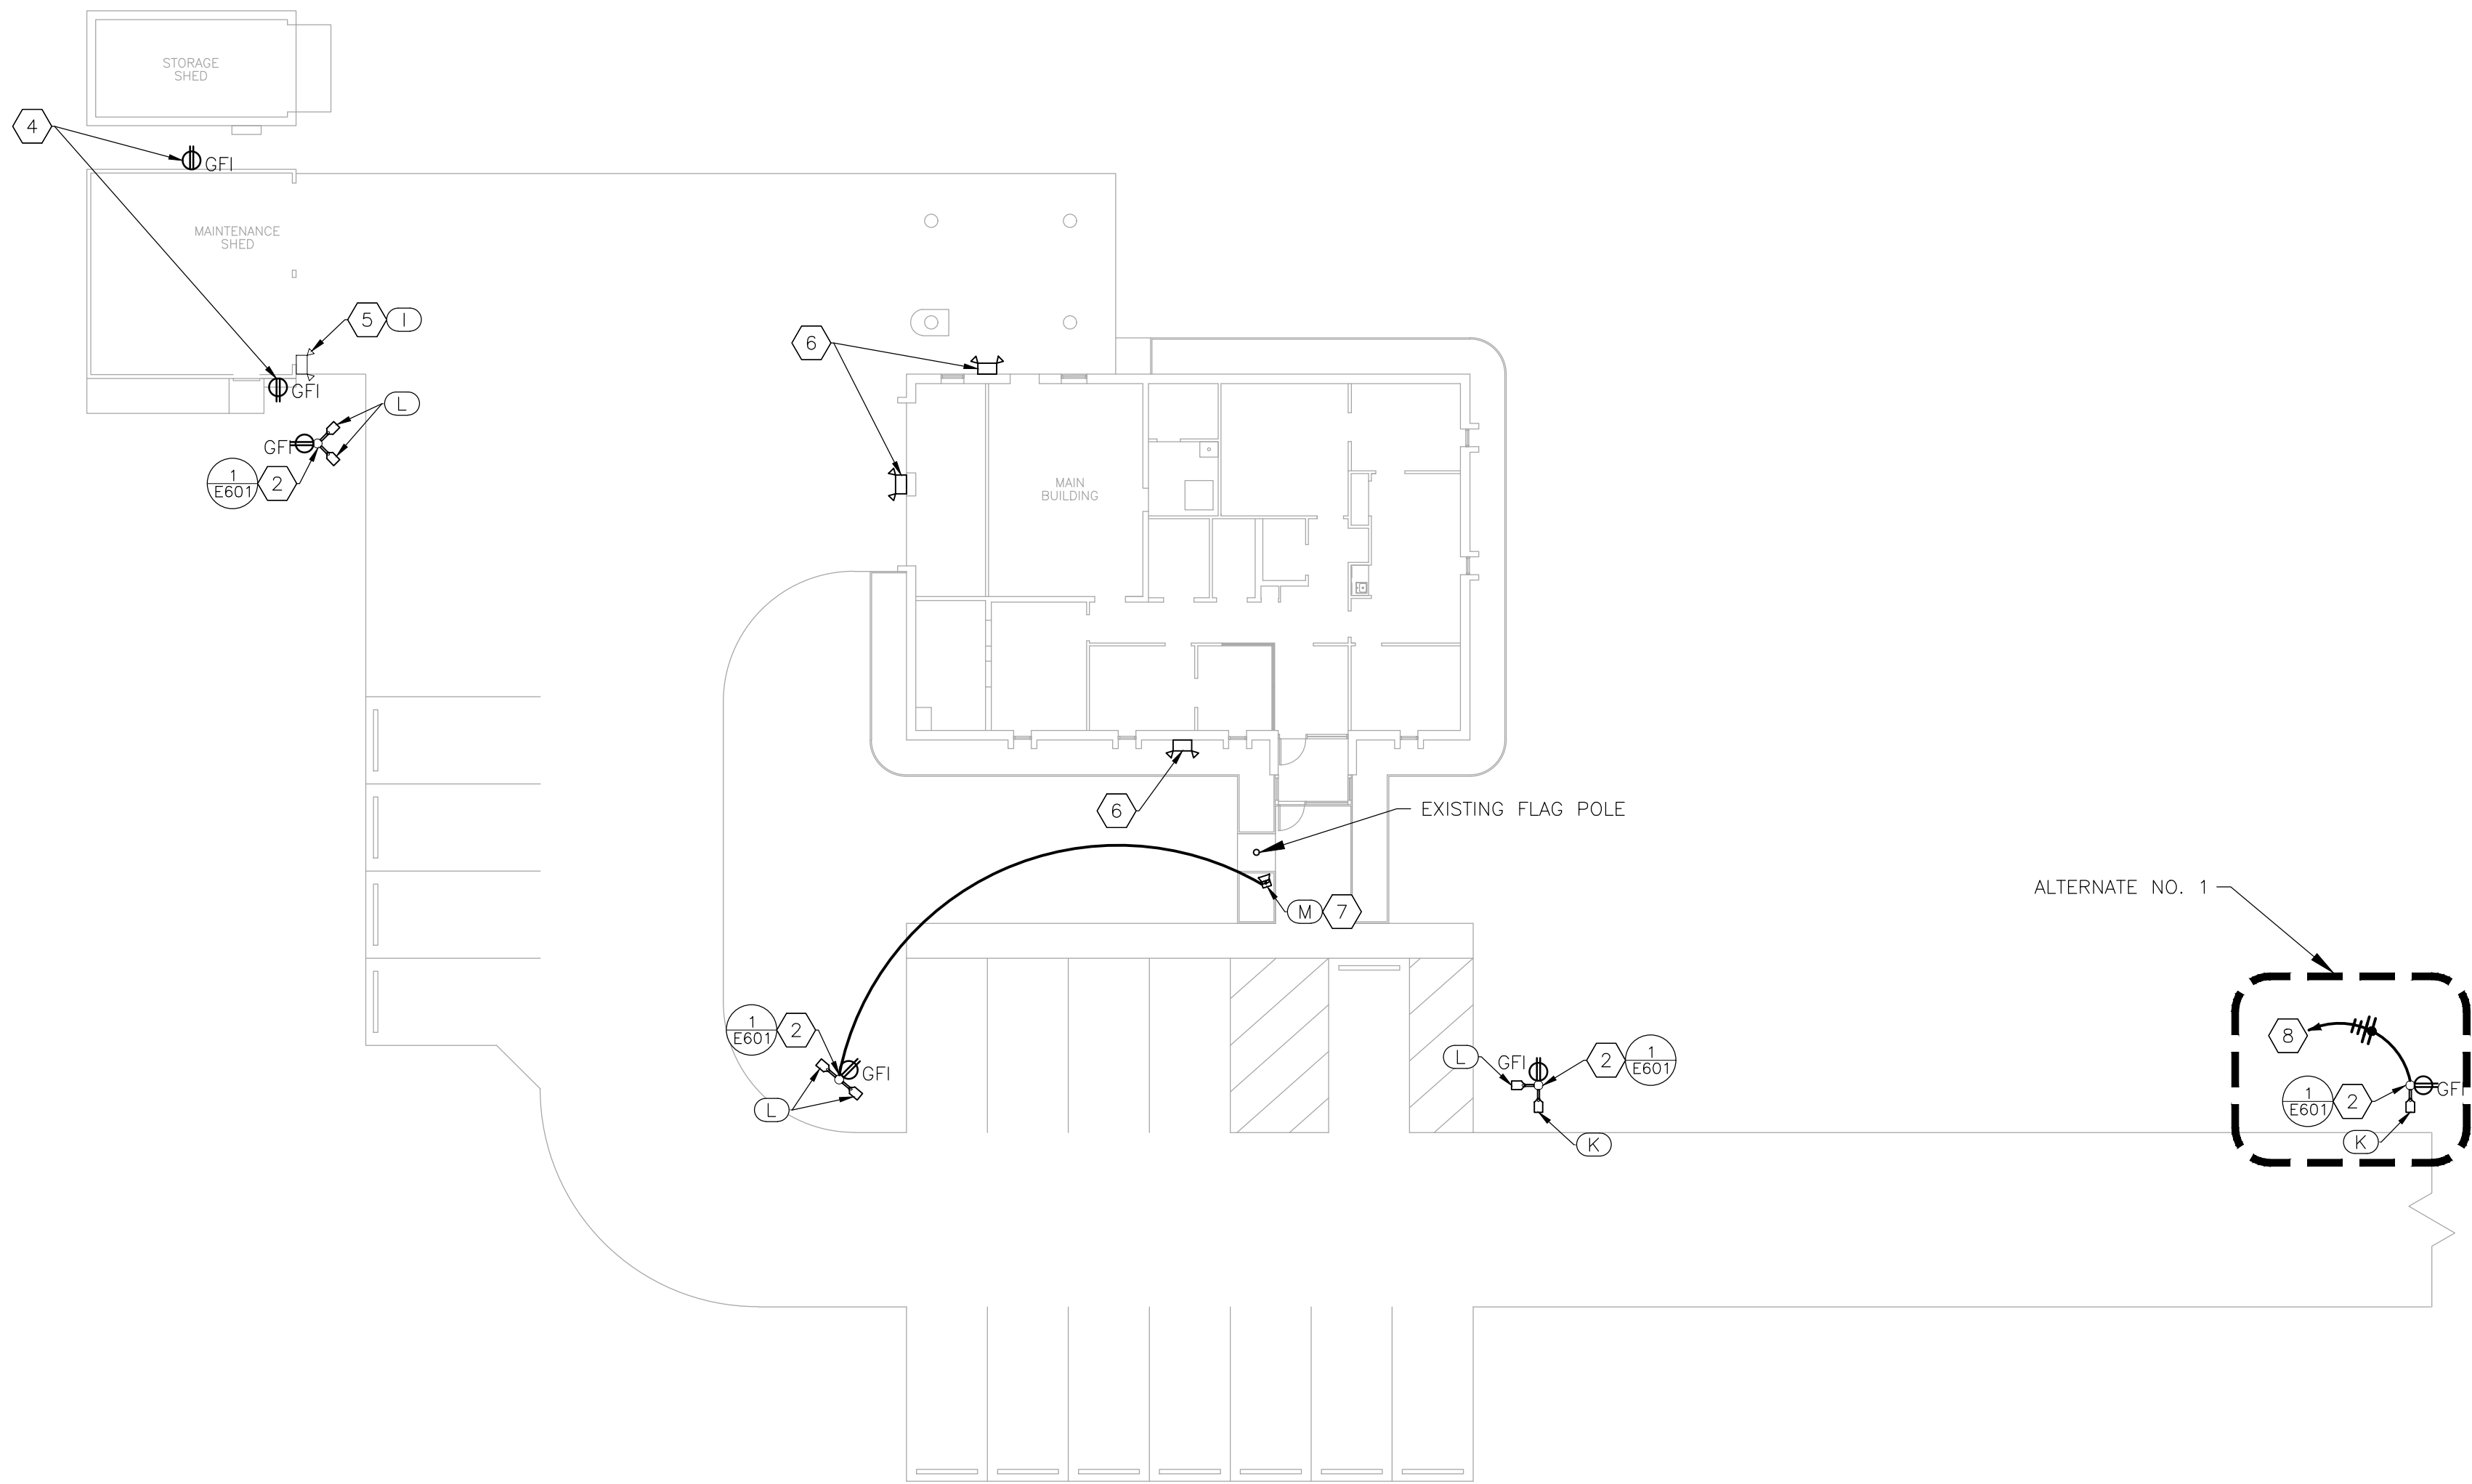 STORAGE
SHED
4
GFI
MAINTENANCE
SHED
5 I
6
GFI
L
GFI
1
E601
2
MAIN
BUILDING
6
EXISTING FLAG POLE
M 7
ALTERNATE NO. 1
1
E601
2
GFI
L
L
GFI
2
1
E601
K
8
GFI
1
E601
2
K